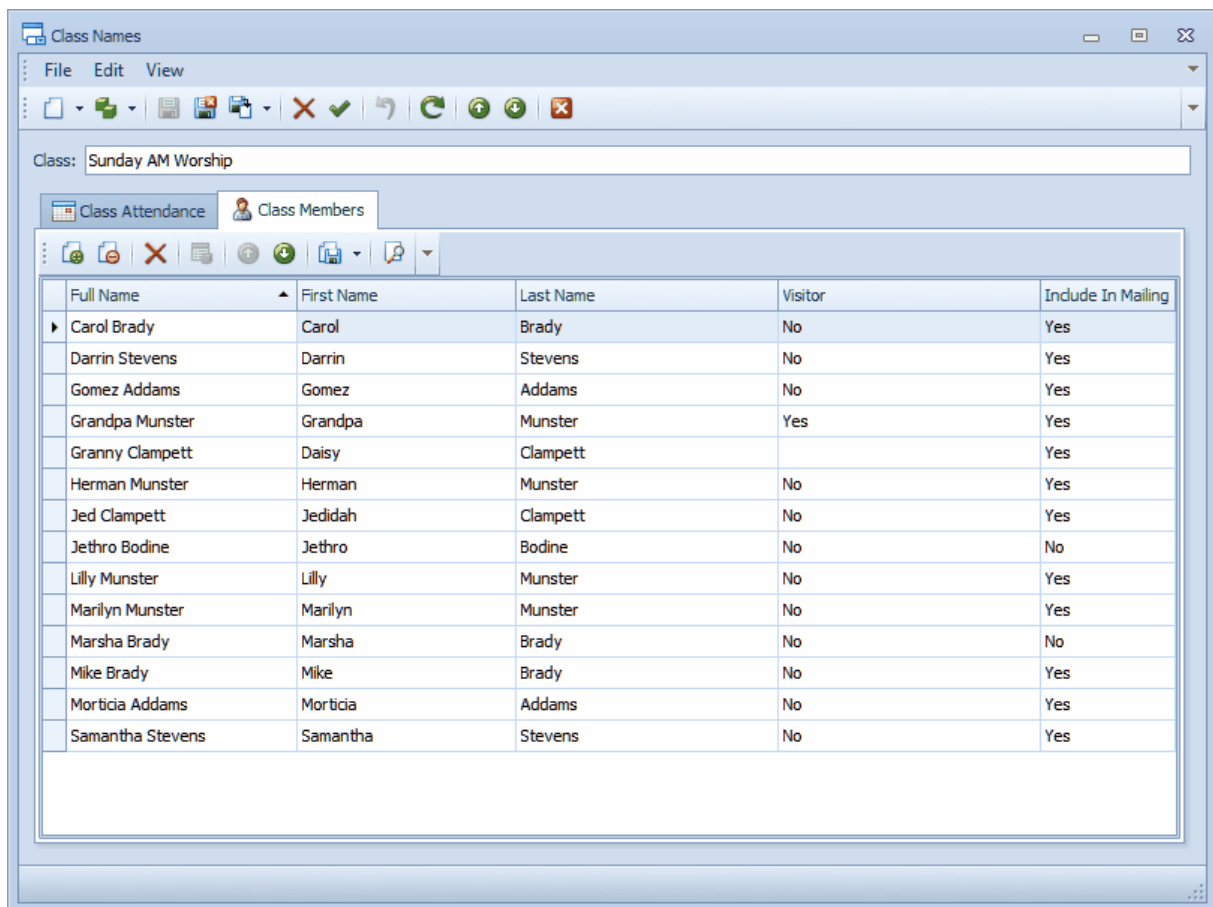 Class Names
File Edit View
Class: Sunday AM Worship
Class Attendance Class Members
Full Name First Name Last Name Visitor Include In Mailing
Carol Brady Carol Brady No Yes
Darrin Stevens Darrin Stevens No Yes
Gomez Addams Gomez Addams No Yes
Grandpa Munster Grandpa Munster Yes Yes
Granny Clampett Daisy Clampett Yes
Herman Munster Herman Munster No Yes
Jed Clampett Jedidah Clampett No Yes
Jethro Bodine Jethro Bodine No No
Lilly Munster Lilly Munster No Yes
Marilyn Munster Marilyn Munster No Yes
Marsha Brady Marsha Brady No No
Mike Brady Mike Brady No Yes
Morticia Addams Morticia Addams No Yes
Samantha Stevens Samantha Stevens No Yes